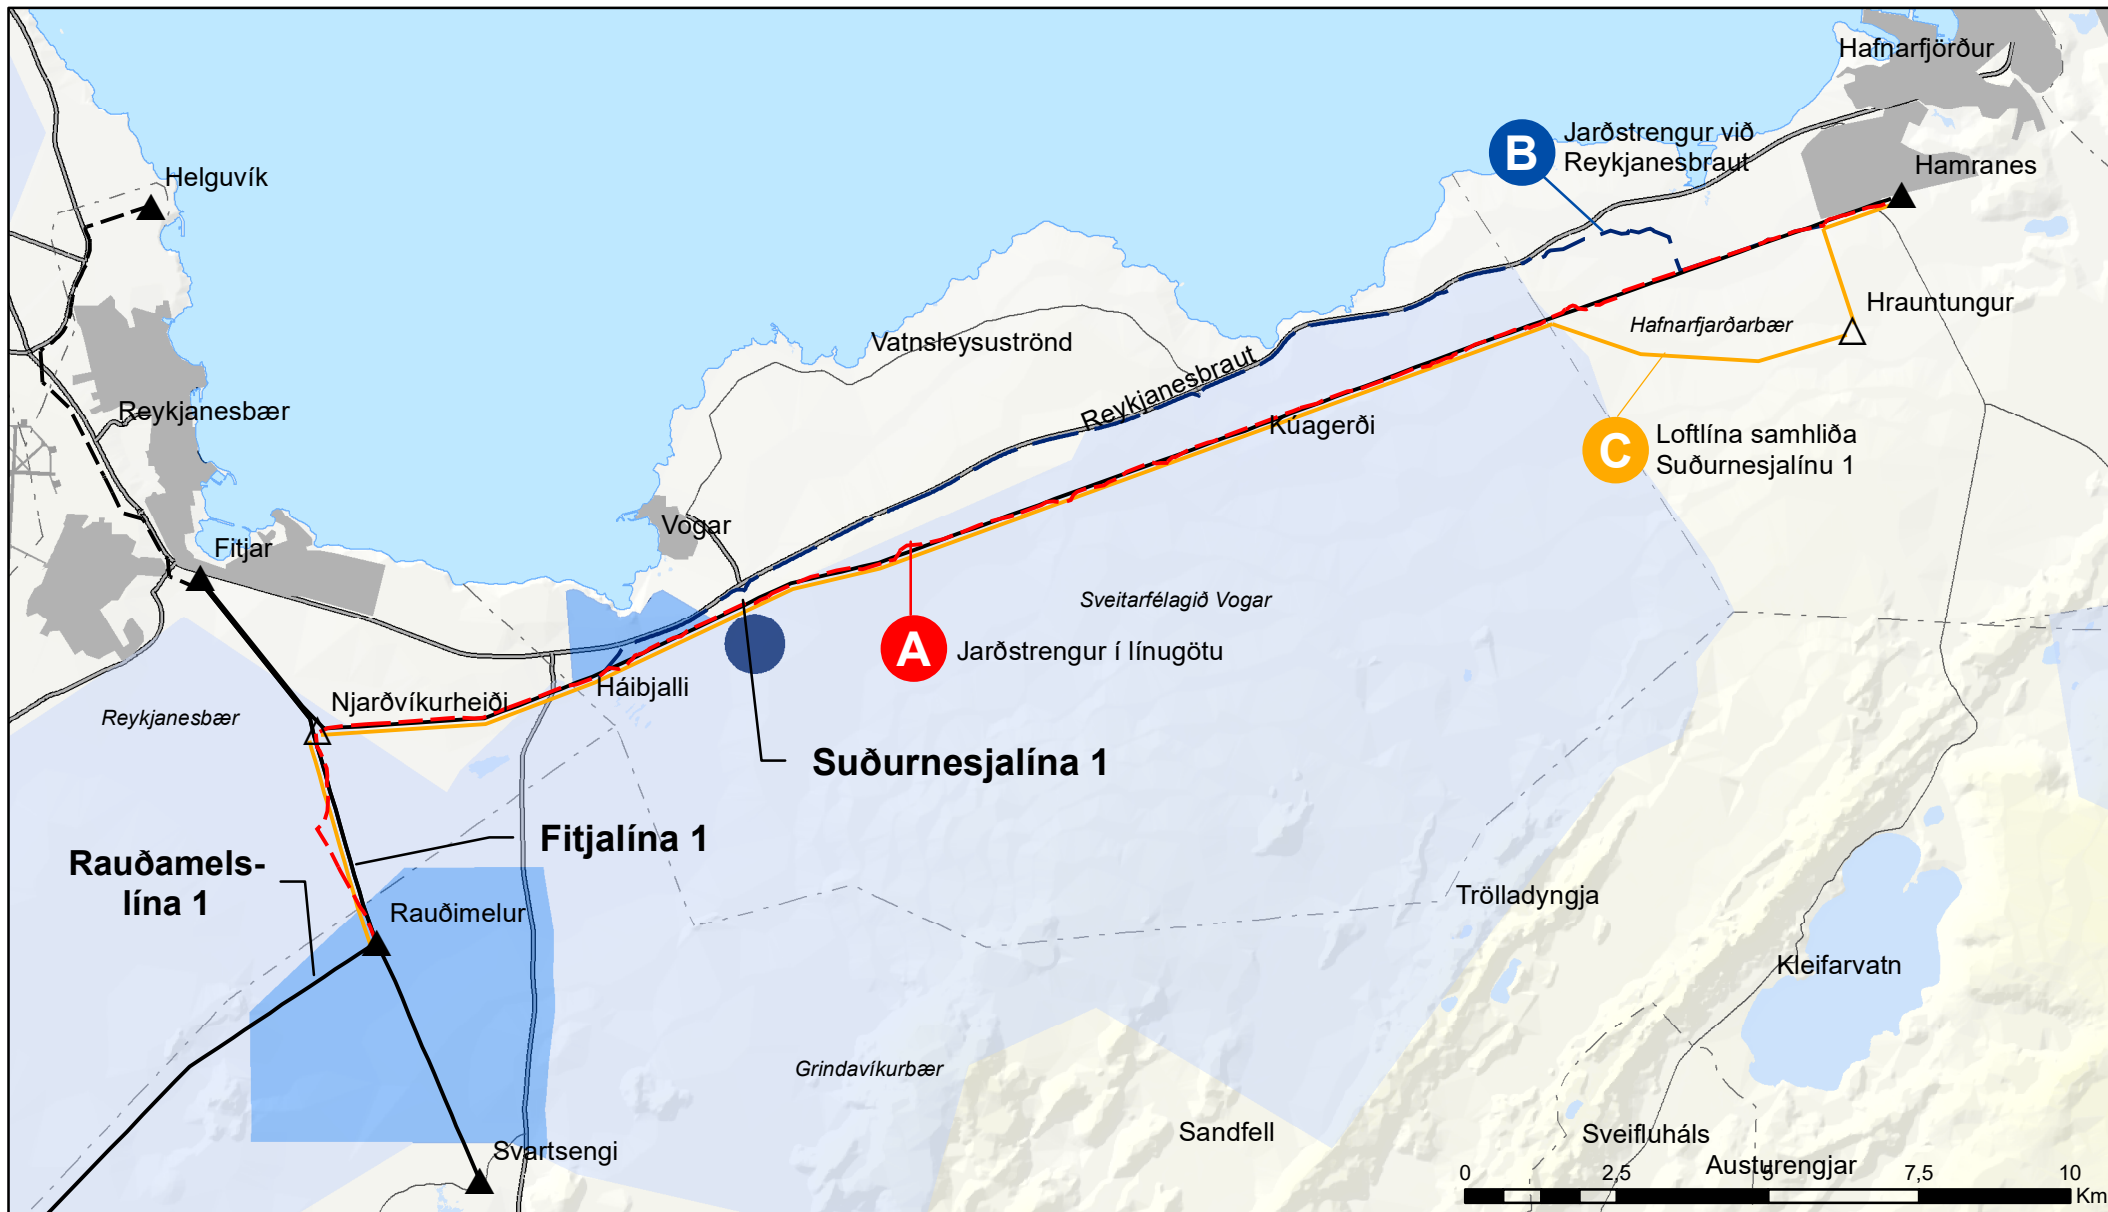 Hafnarfjörður
B
Jarðstrengur við
Reykjanesbraut
Hamranes
Helguvík
Hrauntungur
Hafnarfjarðarbær
Vatnsleysuströnd
Reykjanesbraut
Reykjanesbær
Kúagerði
C
Loftlína samhliða
Suðurnesjalínu 1
Vogar
Fitjar
Sveitarfélagið Vogar
A
Jarðstrengur í línugötu
Háibjalli
Njarðvíkurheiði
Reykjanesbær
Suðurnesjalína 1
Fitjalína 1
Rauðamels-
lína 1
Rauðimelur
Trölladyngja
Kleifarvatn
Grindavíkurbær
Sandfell
Sveifluháls
Svartsengi
Austurengjar
0
2,5
5
7,5
10
Km